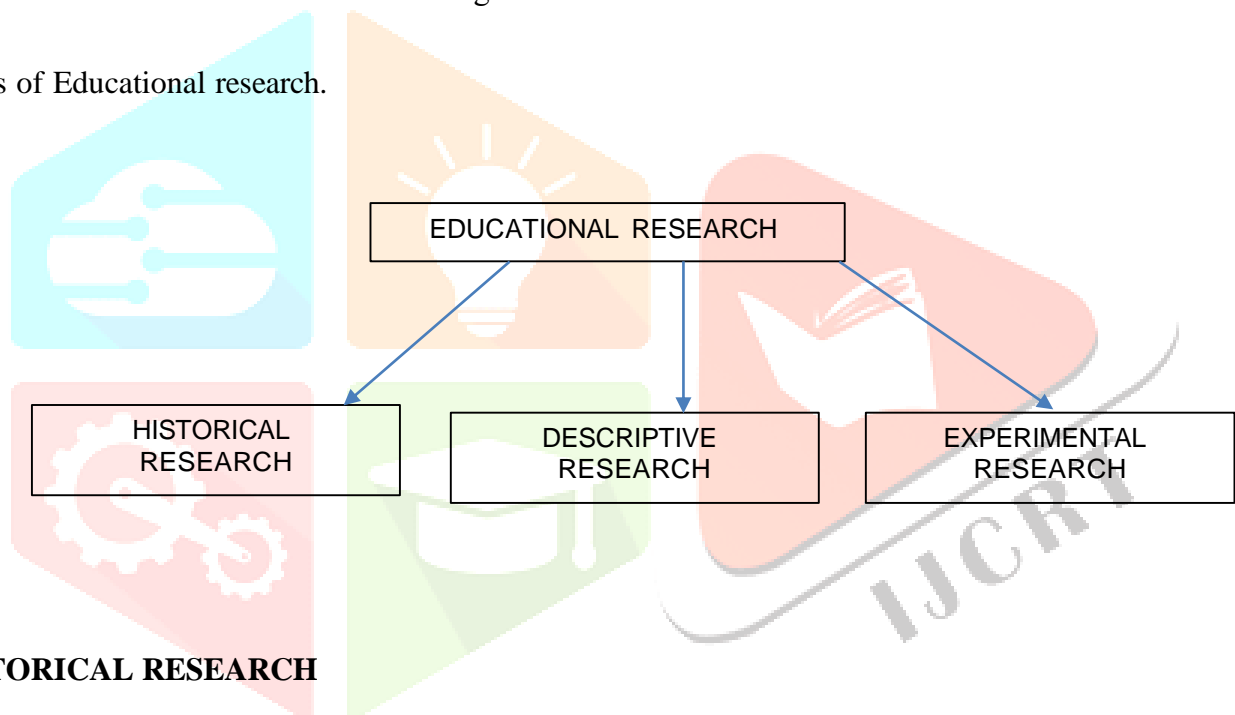 s of Educational research.
EDUCATIONAL RESEARCH
HISTORICAL
RESEARCH
DESCRIPTIVE
RESEARCH
EXPERIMENTAL
RESEARCH
IJCRT
TORICAL RESEARCH